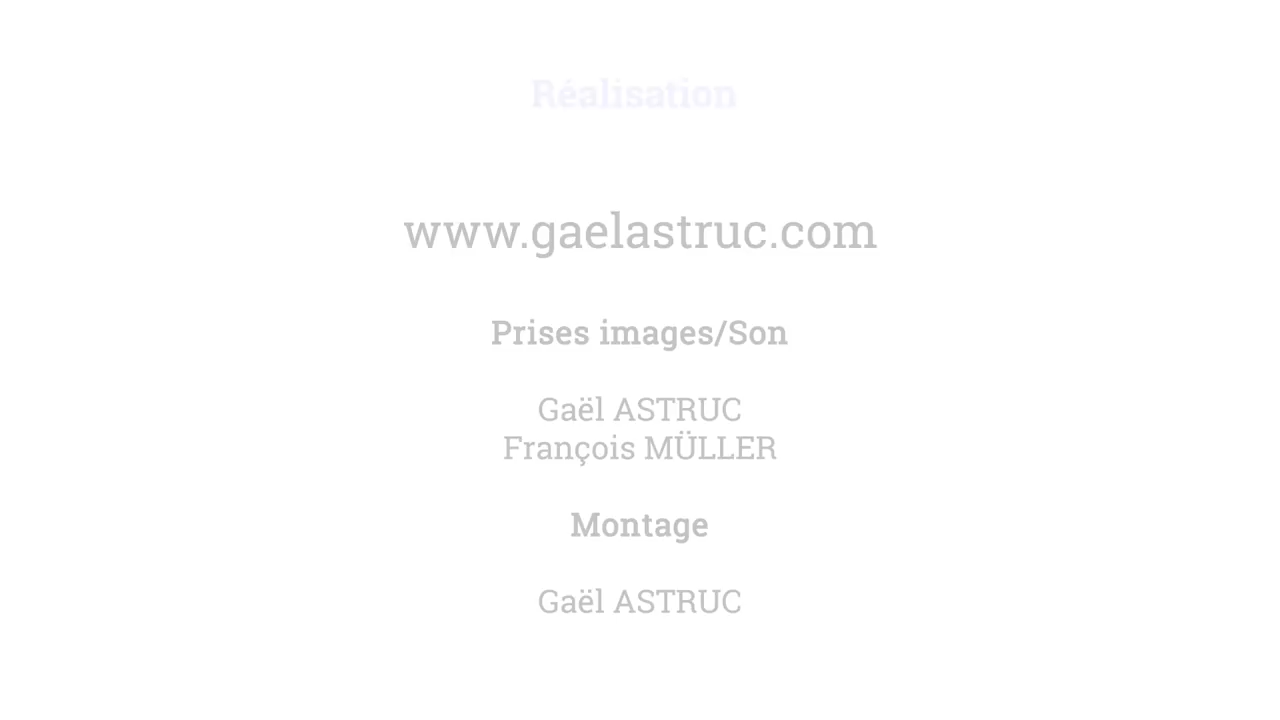 Réalisation
www.gaelastruc.com
Prises images/Son
Gaël ASTRUC
François MÜLLER
Montage
Gaël ASTRUC